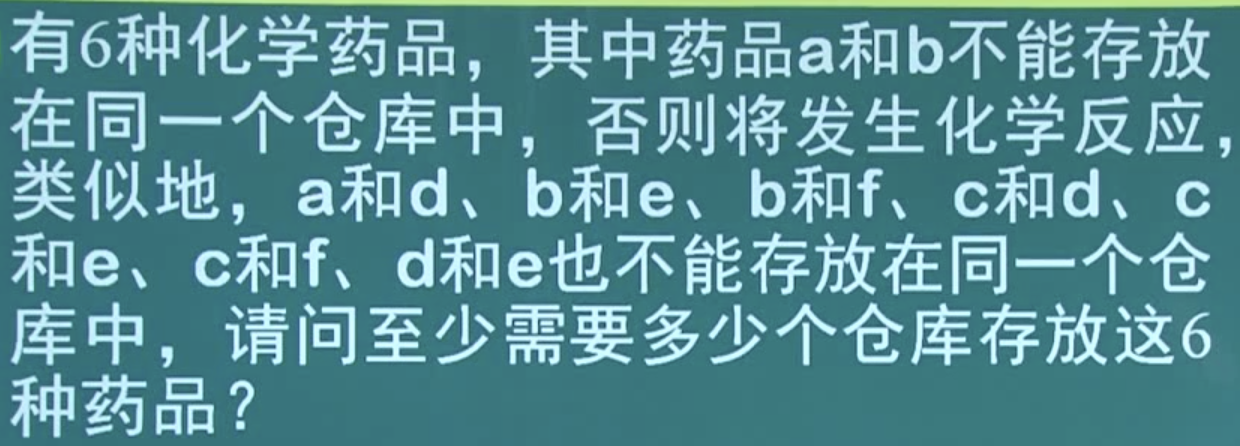 有6种化学药品，其中药品a和b不能存放
在同一个仓库中，否则将发生化学反应，
类似地，a和d、b和e、b和f、c和d、c
和e、c和f、d和e也不能存放在同一个仓
库中，请问至少需要多少个仓库存放这6
种药品？